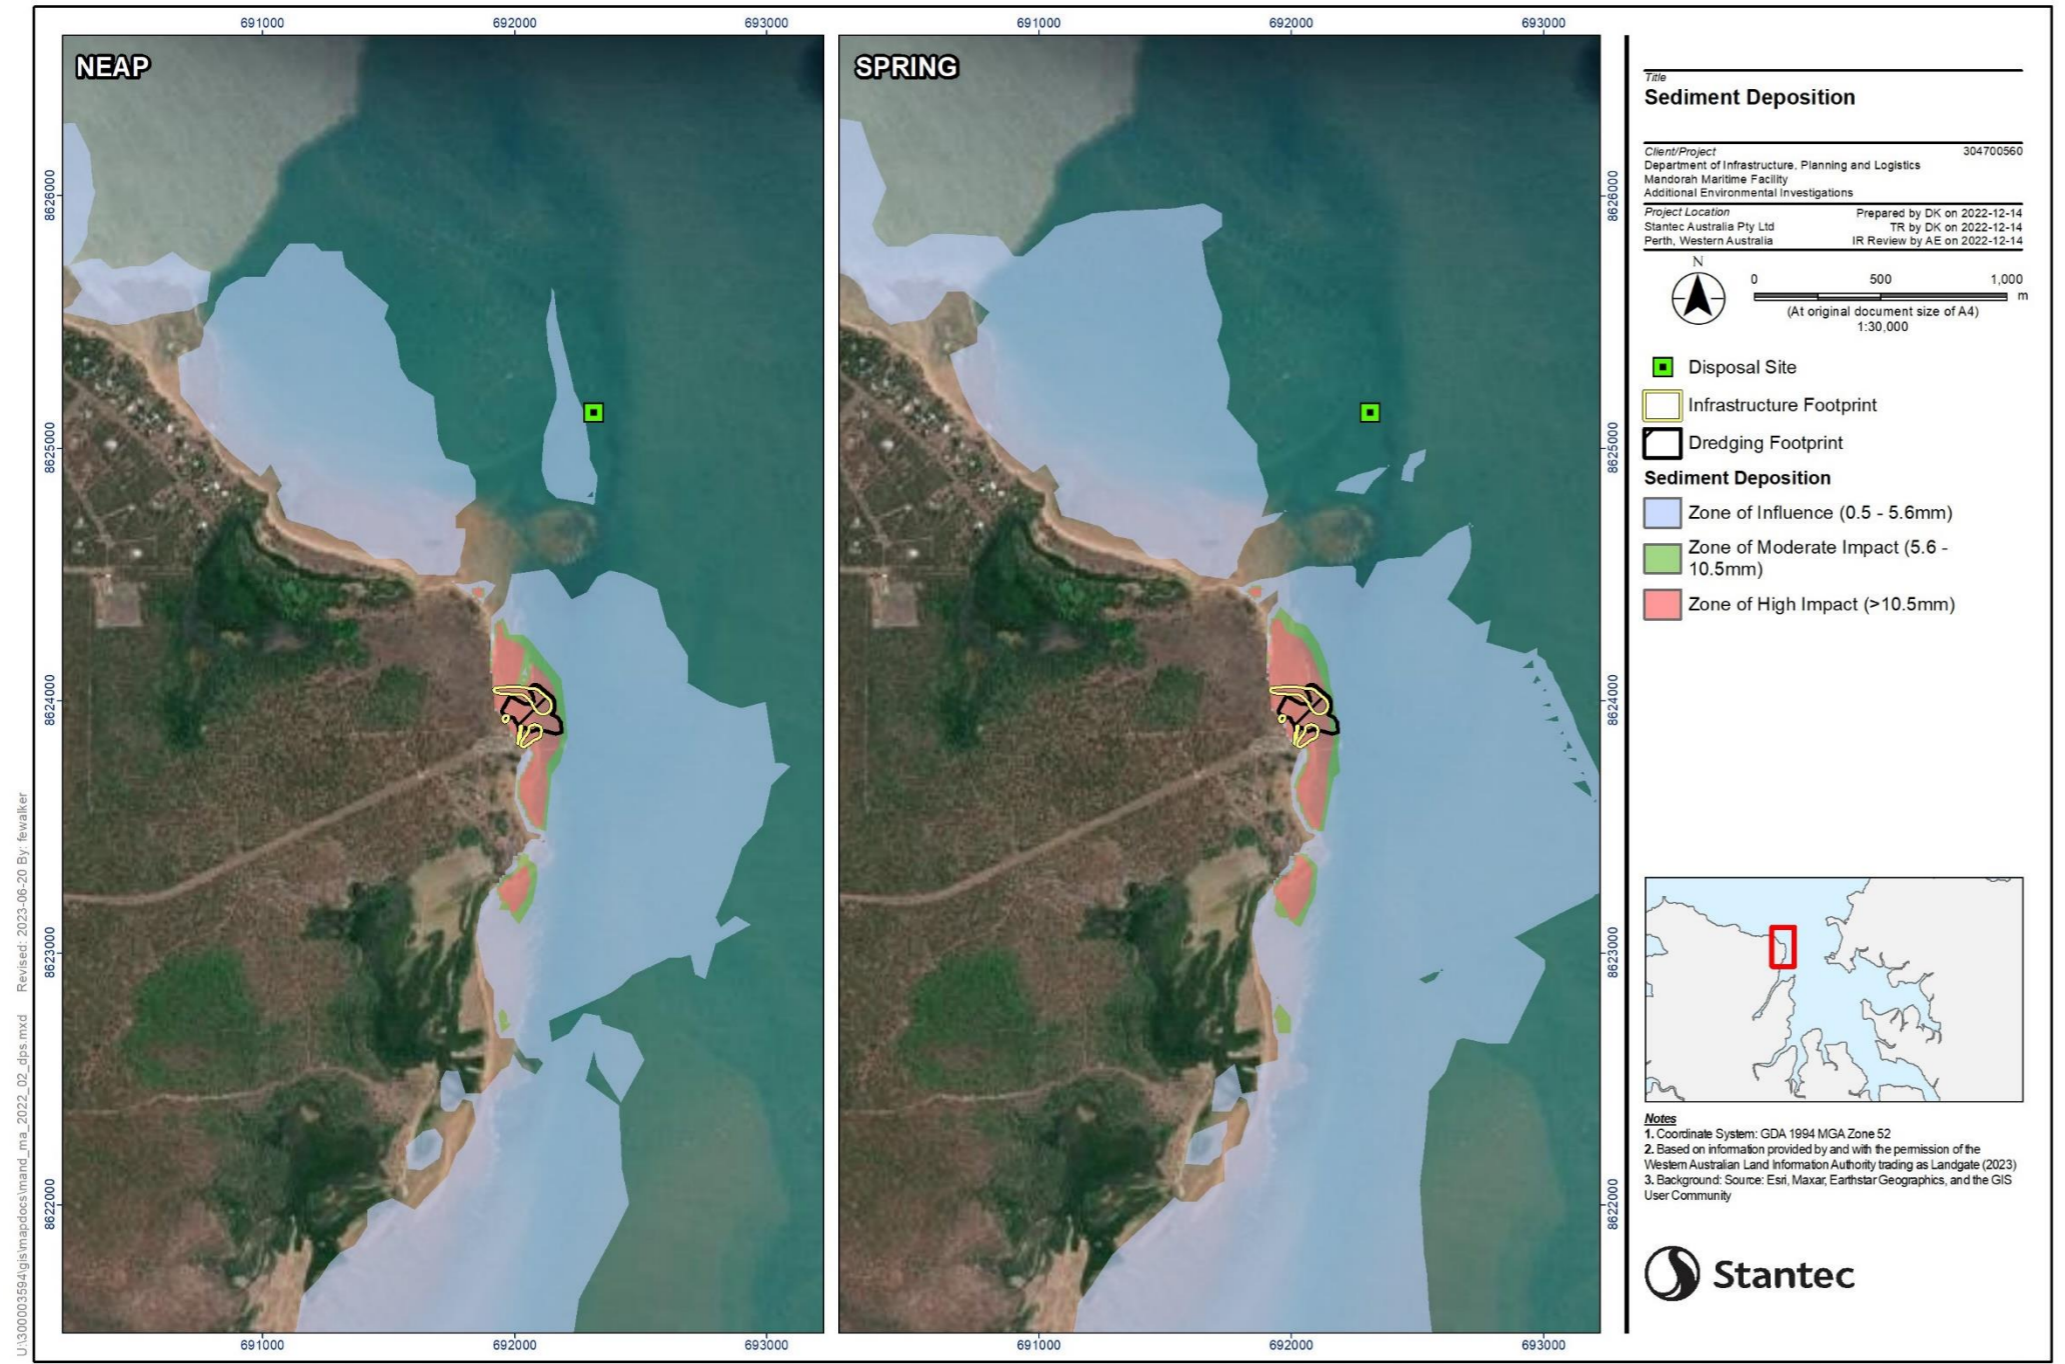 691000 692000 693000
691000 692000 693000
NEAP
SPRING
8626000
8625000
8624000
8623000
8622000
8626000
8625000
8624000
8623000
8622000
691000 692000 693000
691000 692000 693000
U:\300003594\gis\mapdocs\mand_ma_2022_02_dps.mxd Revised: 2023-06-20 By: fewalker
Title
Sediment Deposition
Client/Project 304700560
Department of Infrastructure, Planning and Logistics
Mandorah Maritime Facility
Additional Environmental Investigations
Project Location Prepared by DK on 2022-12-14
Stantec Australia Pty Ltd TR by DK on 2022-12-14
Perth, Western Australia IR Review by AE on 2022-12-14
N
0 500 1,000
m
(At original document size of A4)
1:30,000
Disposal Site
Infrastructure Footprint
Dredging Footprint
Sediment Deposition
Zone of Influence (0.5 - 5.6mm)
Zone of Moderate Impact (5.6 -
10.5mm)
Zone of High Impact (>10.5mm)
Notes
1. Coordinate System: GDA 1994 MGA Zone 52
2. Based on information provided by and with the permission of the
Western Australian Land Information Authority trading as Landgate (2023)
3. Background: Source: Esri, Maxar, Earthstar Geographics, and the GIS
User Community
Stantec